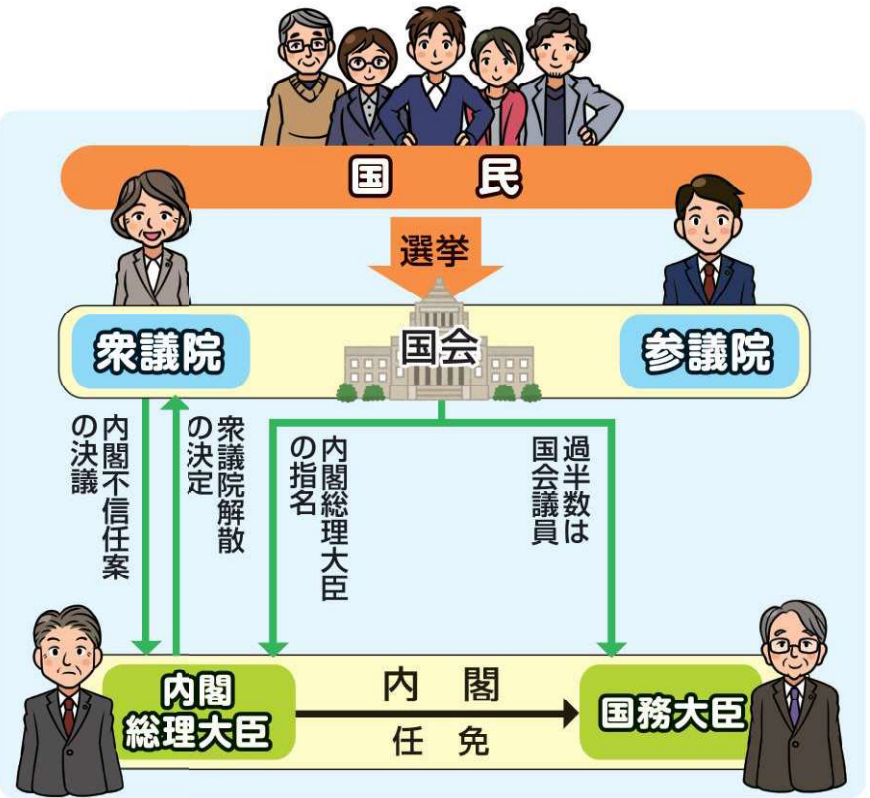 国民
選挙
衆議院
国会
参議院
内閣不信任案
の決議
衆議院解散
の決定
内閣総理大臣
の指名
過半数は
国会議員
内閣
総理大臣
内閣
任免
国務大臣